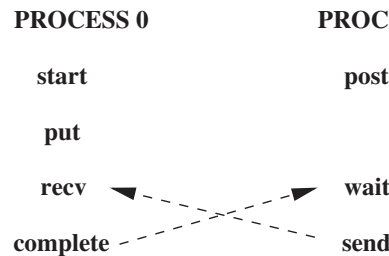 PROCESS 0 PROC
start post
put
recv wait
complete send